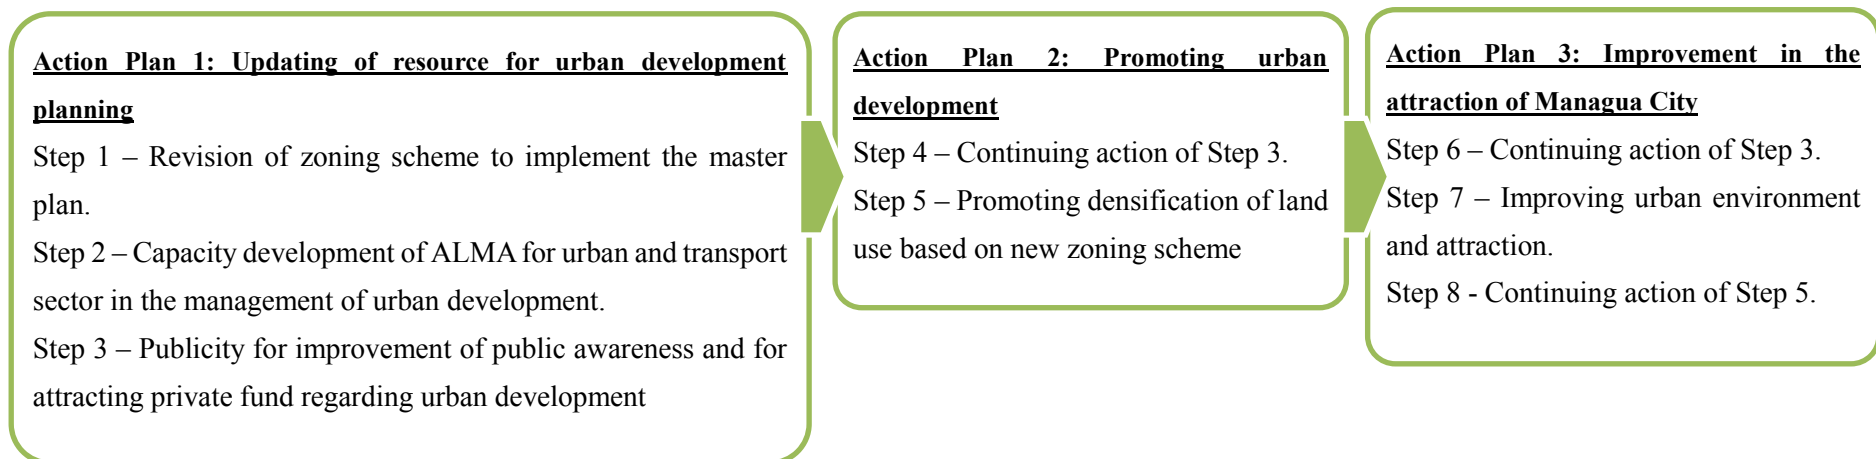 Action Plan 1: Updating of resource for urban development
planning
Step 1 – Revision of zoning scheme to implement the master
plan.
Step 2 – Capacity development of ALMA for urban and transport
sector in the management of urban development.
Step 3 – Publicity for improvement of public awareness and for
attracting private fund regarding urban development
Action Plan 2: Promoting urban
development
Step 4 – Continuing action of Step 3.
Step 5 – Promoting densification of land
use based on new zoning scheme
Action Plan 3: Improvement in the
attraction of Managua City
Step 6 – Continuing action of Step 3.
Step 7 – Improving urban environment
and attraction.
Step 8 - Continuing action of Step 5.